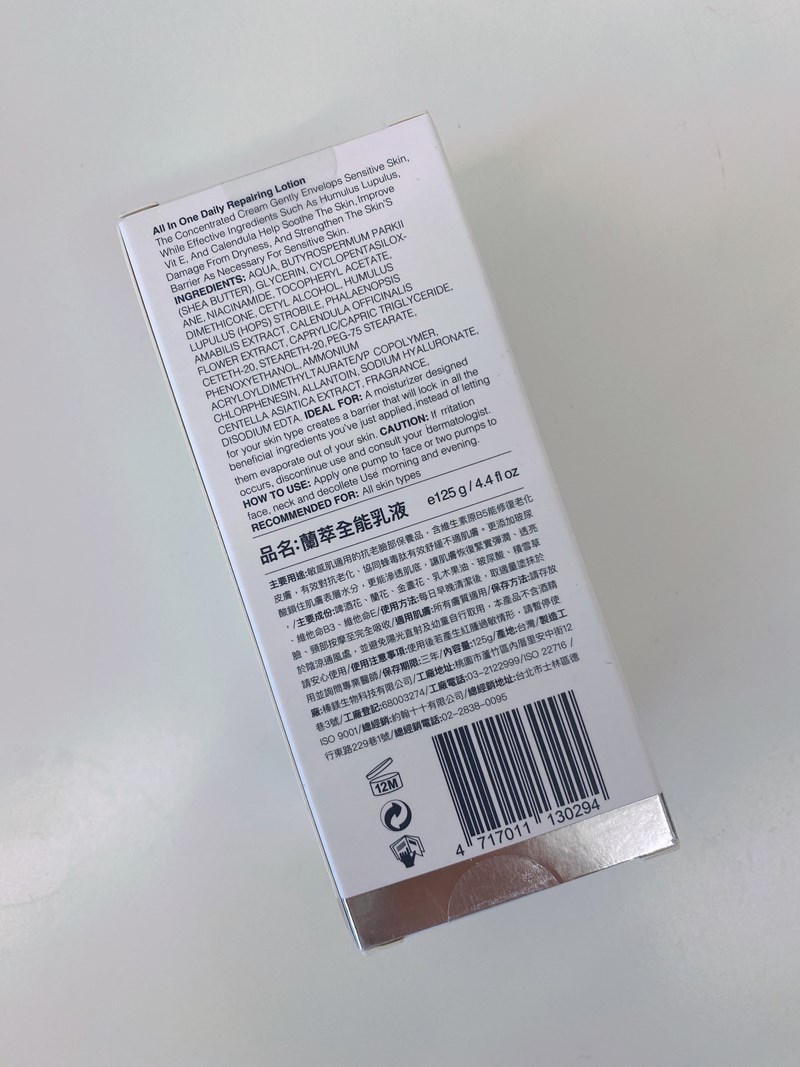 All In One Daily Repairing Lotion
The Concentrated Cream Gently Envelops Sensitive Skin,
While Effective Ingredients Such As Humulus Lupulus,
Vit E, And Calendula Help Soothe The Skin, Improve
Damage From Dryness, And Strengthen The Skin'S
Barrier As Necessary For Sensitive Skin.
INGREDIENTS: AQUA, BUTYROSPERMUM PARKII
(SHEA BUTTER), GLYCERIN, CYCLOPENTASILOX-
ANE, NIACINAMIDE, TOCOPHERYL ACETATE,
DIMETHICONE, CETYL ALCOHOL, HUMULUS
LUPULUS (HOPS) STROBILE, PHALAENOPSIS
AMABILIS EXTRACT, CALENDULA OFFICINALIS
FLOWER EXTRACT, CAPRYLIC/CAPRIC TRIGLYCERIDE,
CETETH-20, STEARETH-20, PEG-75 STEARATE,
PHENOXYETHANOL, AMMONIUM
ACRYLOYLDIMETHYLTAURATE/VP COPOLYMER,
CHLORPHENESIN, ALLANTOIN, SODIUM HYALURONATE,
CENTELLA ASIATICA EXTRACT, FRAGRANCE,
DISODIUM EDTA. IDEAL FOR: A moisturizer designed
for your skin type creates a barrier that will lock in all the
beneficial ingredients you've just applied, instead of letting
them evaporate out of your skin. CAUTION: If rritation
occurs, discontinue use and consult your dermatologist.
HOW TO USE: Apply one pump to face or two pumps to
face, neck and decollete Use morning and evening.
RECOMMENDED FOR: All skin types
品名:蘭萃全能乳液 e125 g / 4.4 fl oz
主要用途:敏感肌適用的抗老臉部保養品，含維生素原B5能修復老化
皮膚，有效對抗老化、協同蜂毒肽有效舒緩不適肌膚。更添加玻尿
酸鎖住肌膚表層水分，更能滲透肌底，讓肌膚恢復緊實彈潤、透亮
，/主要成份:啤酒花、蘭花、金盞花、乳木果油、玻尿酸、積雪草
、維他命B3、維他命E/使用方法:每日早晚清潔後，取適量塗抹於
臉、頸部按摩至完全吸收/適用肌膚:所有膚質適用/保存方法:請存放
於陰涼通風處，並避免陽光直射及幼童自行取用，本產品不含酒精
請安心使用/使用注意事項:使用後若產生紅腫過敏情形，請暫停使
用並詢問專業醫師/保存期限:三年/內容量:125g/產地:台灣/製造工
廠:榛鎂生物科技有限公司/工廠地址:桃園市蘆竹區內厝里安中街12
巷3號/工廠登記:68003274/工廠電話:03-2122999/ISO 22716 /
ISO 9001/總經銷:約翰十十有限公司/總經銷地址:台北市士林區德
行東路229巷1號/總經銷電話:02-2838-0095
12M
4 717011 130294